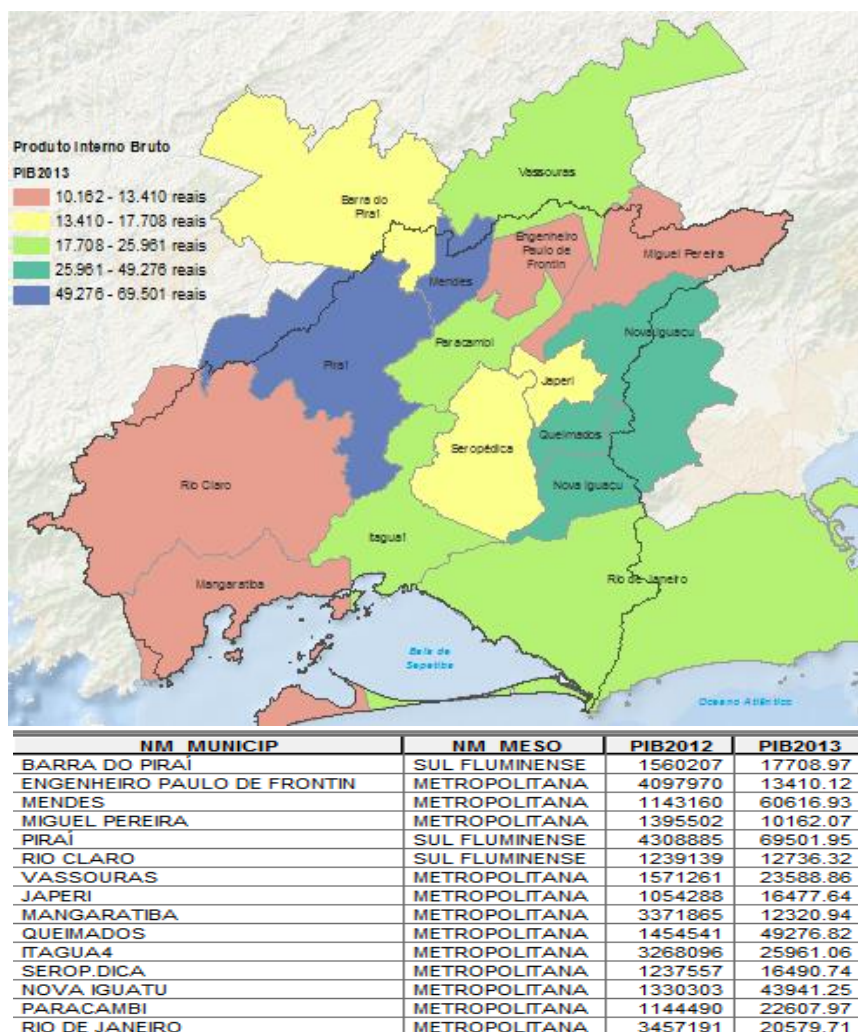 Produto Interno Bruto
PIB2013
10.162 - 13.410 reais
13.410 - 17.708 reais
17.708 - 25.961 reais
25.961 - 49.276 reais
49.276 - 69.501 reais
Vassouras
Barra do
Piraí
Engenheiro
Paulo de
Frontin
Miguel Pereira
Mendes
Nova Iguaçu
Paracambi
Piraí
Japeri
Queimados
Seropédica
Rio Claro
Nova Iguaçu
Itaguaí
Rio de Janeiro
Mangaratiba
Baía de
Sepetiba
Oceano Atlântico
NM_MUNICIP NM_MESO PIB2012 PIB2013
BARRA DO PIRAÍ SUL FLUMINENSE 1560207 17708.97
ENGENHEIRO PAULO DE FRONTIN METROPOLITANA 4097970 13410.12
MENDES METROPOLITANA 1143160 60616.93
MIGUEL PEREIRA METROPOLITANA 1395502 10162.07
PIRAÍ SUL FLUMINENSE 4308885 69501.95
RIO CLARO SUL FLUMINENSE 1239139 12736.32
VASSOURAS METROPOLITANA 1571261 23588.86
JAPERI METROPOLITANA 1054288 16477.64
MANGARATIBA METROPOLITANA 3371865 12320.94
QUEIMADOS METROPOLITANA 1454541 49276.82
ITAGUA4 METROPOLITANA 3268096 25961.06
SEROP.DICA METROPOLITANA 1237557 16490.74
NOVA IGUATU METROPOLITANA 1330303 43941.25
PARACAMBI METROPOLITANA 1144490 22607.97
RIO DE JANEIRO METROPOLITANA 3457191 20579.71